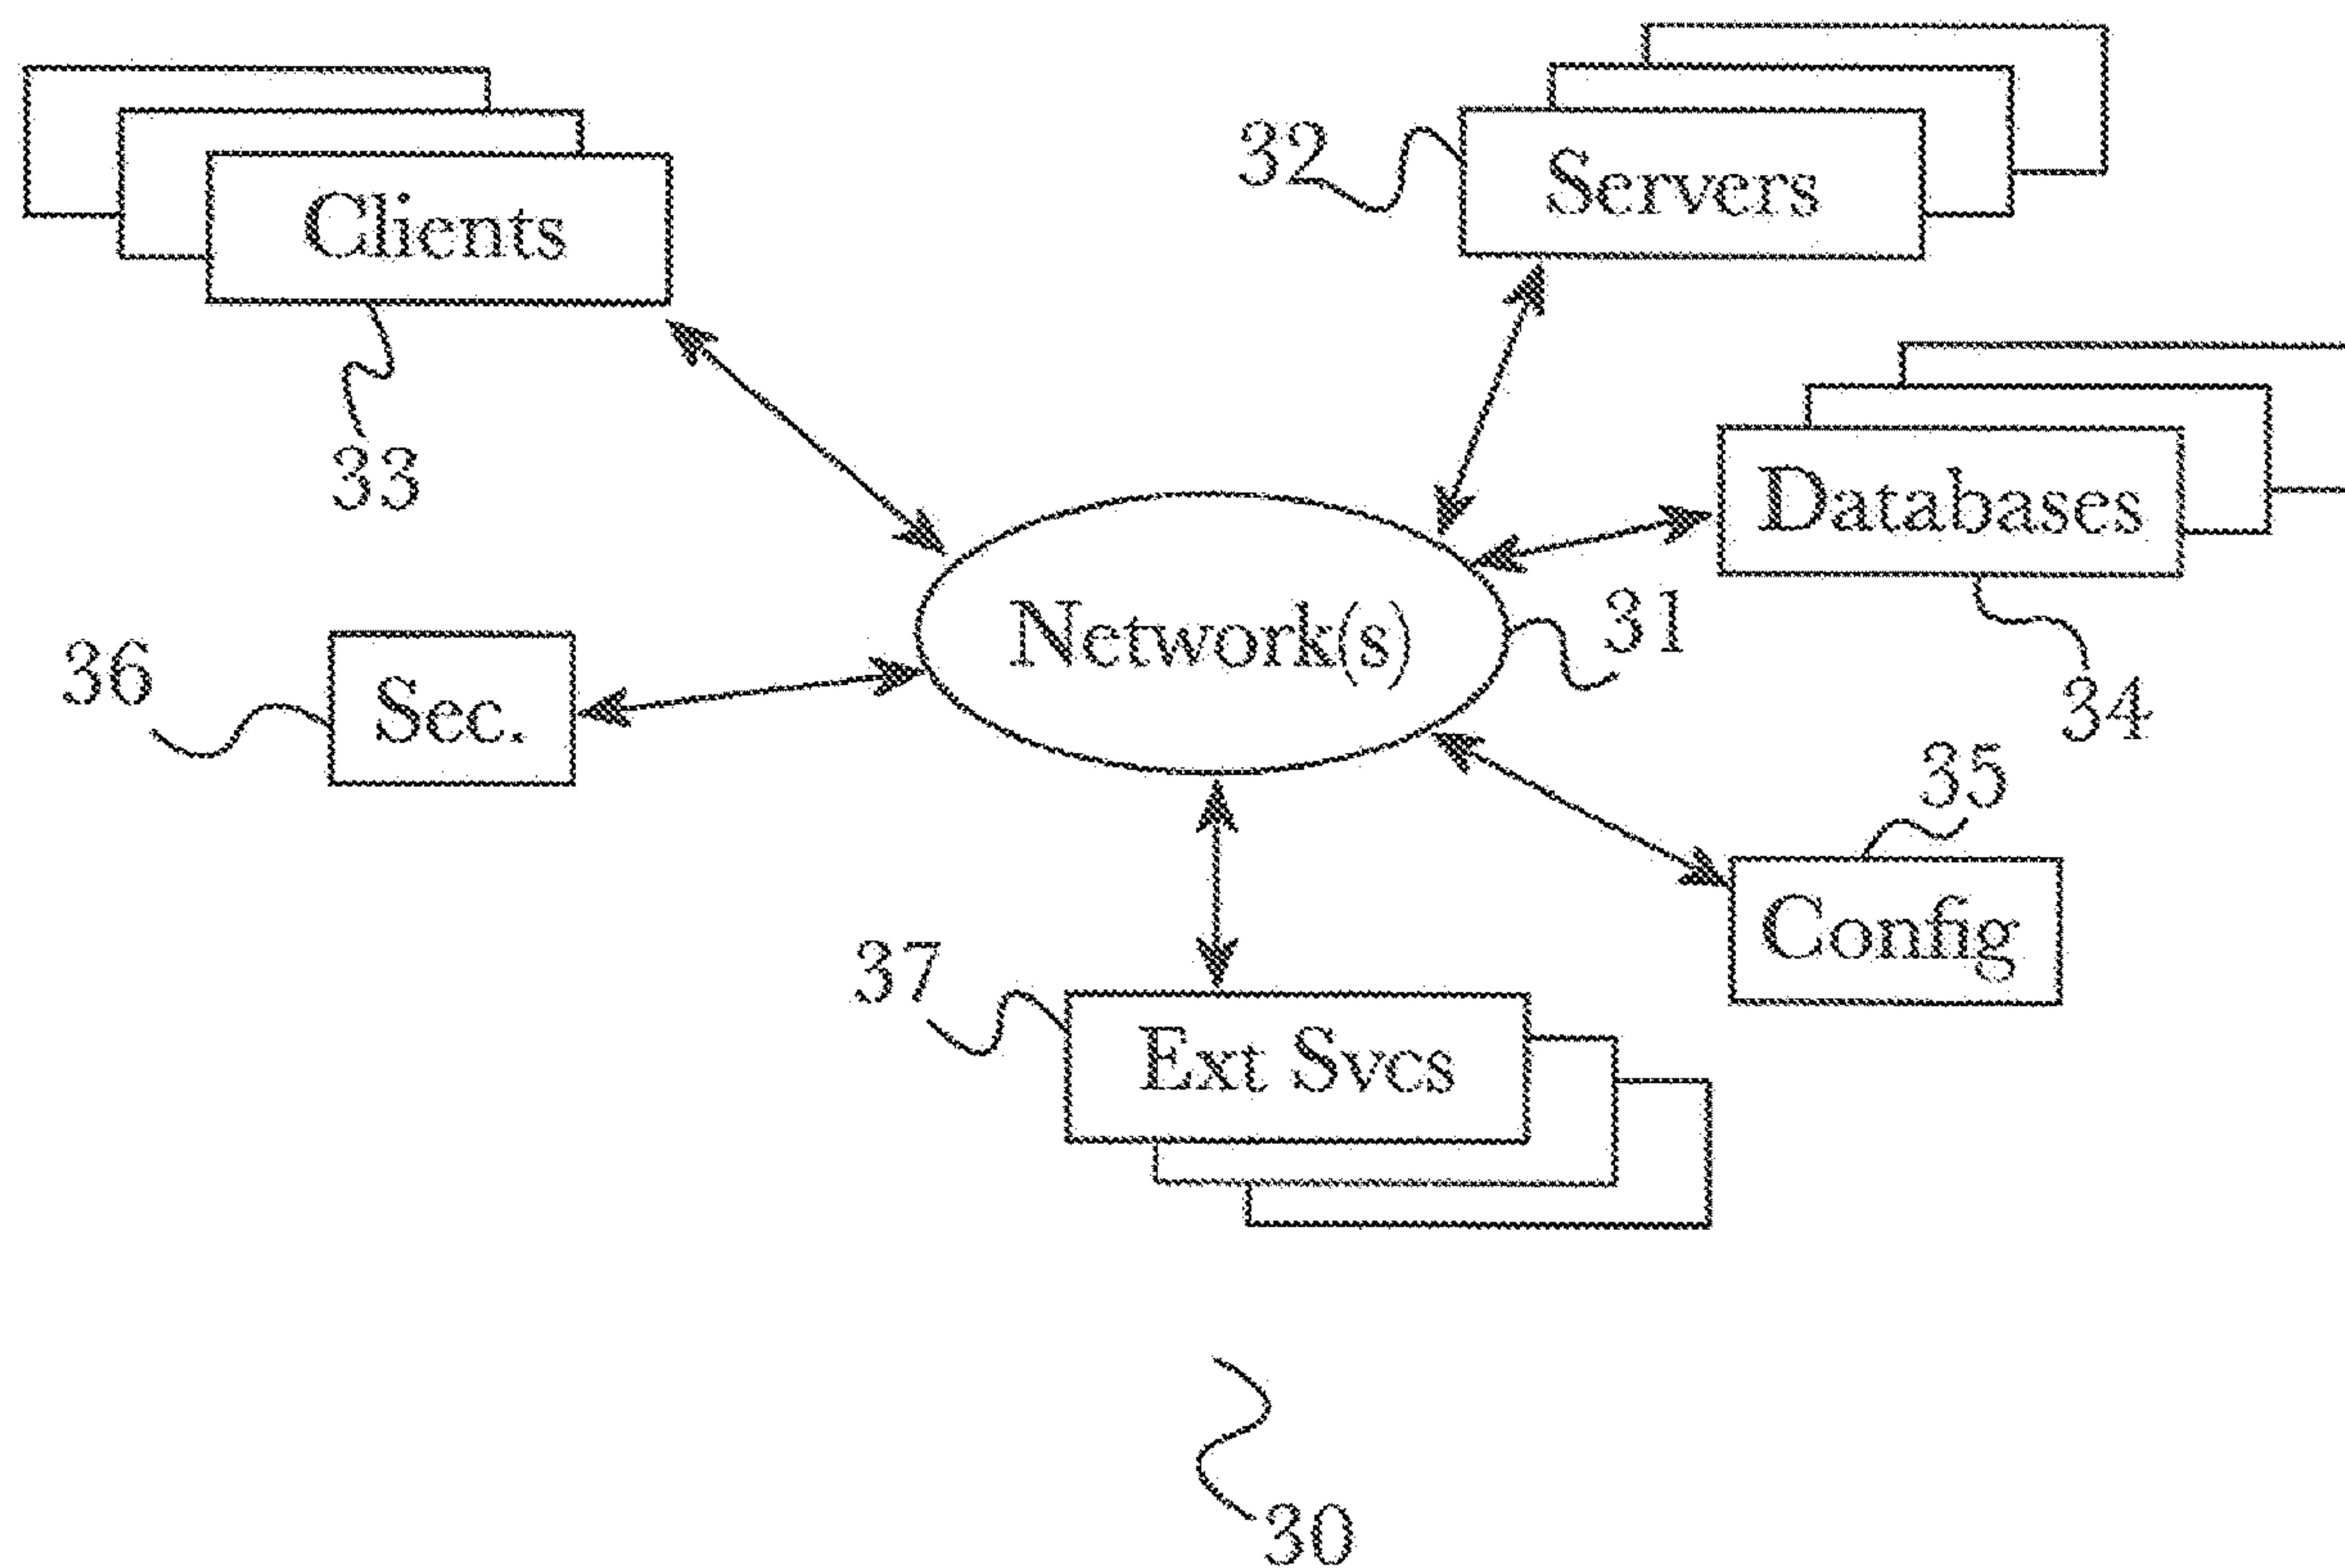 32
Servers
Clients
33
Databases
Network(s)
31
36
Sec.
34
35
Config
37
Ext Svcs
30